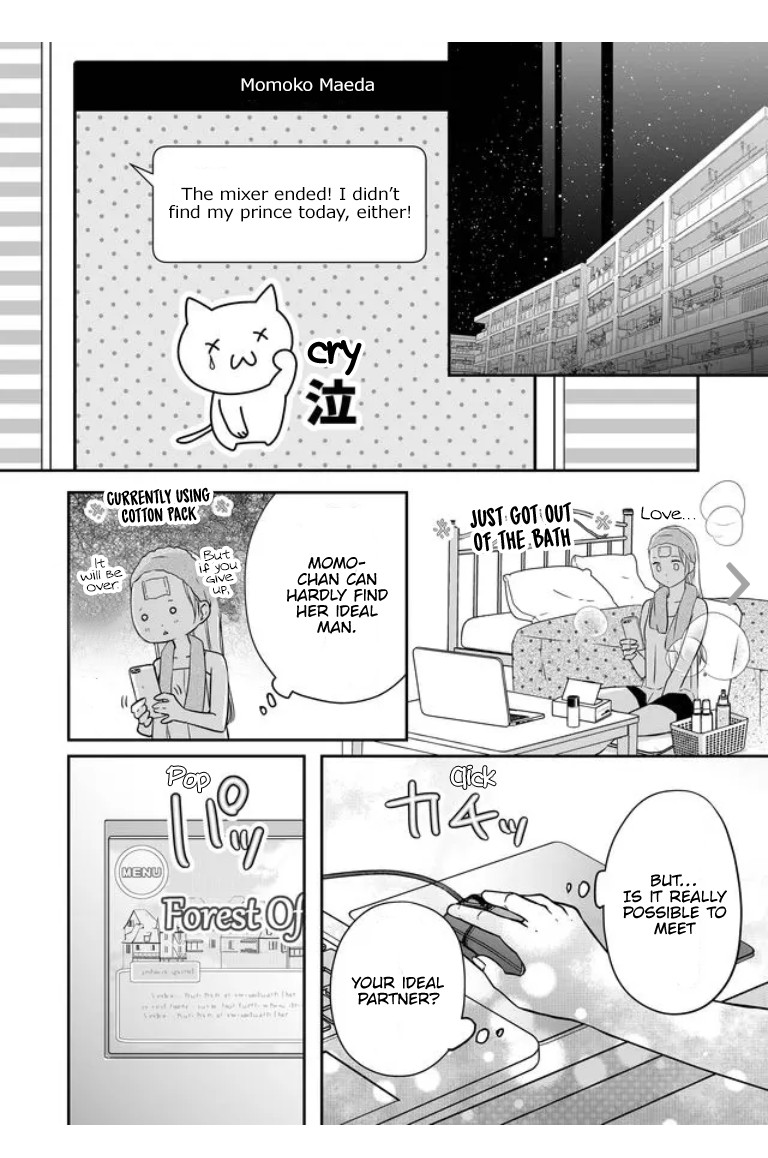 Momoko Maeda
The mixer ended! I didn't
find my prince today, either!
cry
泣
JUST GOT OUT
OF THE BATH
Love...
MOMO-
CHAN CAN
HARDLY FIND
HER IDEAL
MAN.
CURRENTLY USING
COTTON PACK
But
if you
give
up,
It
will be
over.
BUT...
IS IT REALLY
POSSIBLE TO
MEET
Click
カチッ
YOUR IDEAL
PARTNER?
Pop
パッ
MENU
Forest Of